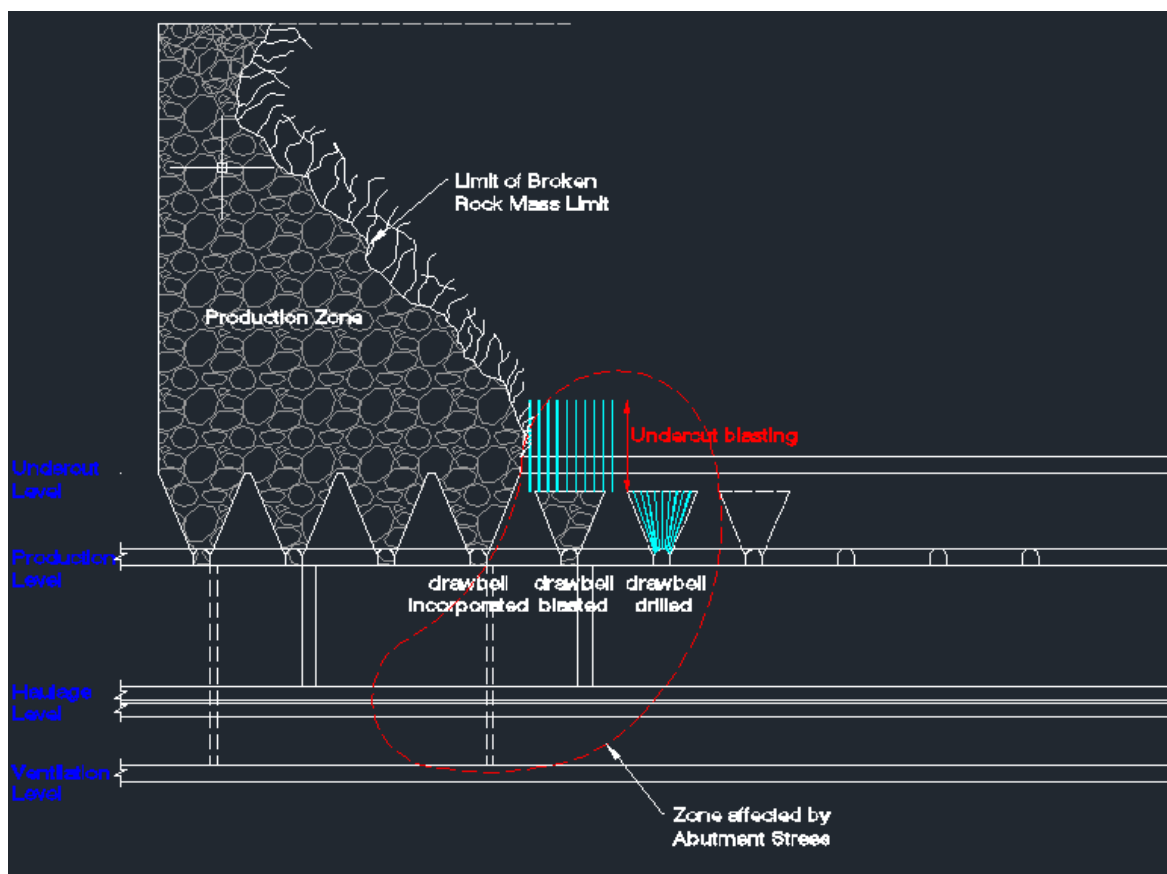 Limit of Broken
Rock Mass Limit
Production Zone
Undercut blasting
Undercut
Level
Production
Level
drawbell
incorporated
drawbell
blasted
drawbell
drilled
Haulage
Level
Ventilation
Level
Zone affected by
Abutment Stress